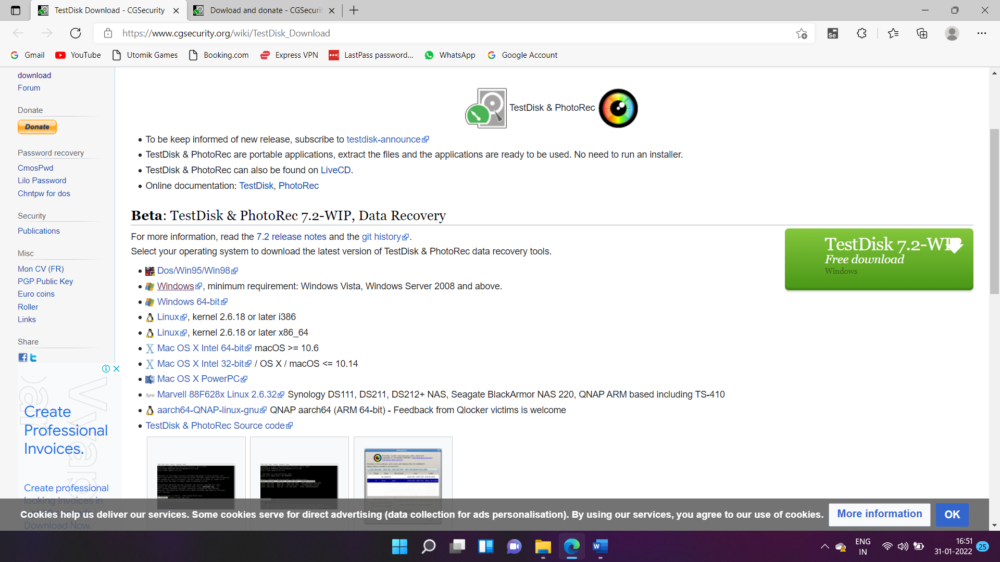 TestDisk Download - CGSecurity
Dowload and donate - CGSecurit
https://www.cgsecurity.org/wiki/TestDisk_Download
Se
Gmail
YouTube
Utomik Games
Booking.com
Express VPN
LastPass password...
WhatsApp
Google Account
download
Forum
Donate
Donate
Password recovery
CmosPwd
Lilo Password
Chntpw for dos
Security
Publications
Misc
Mon CV (FR)
PGP Public Key
Euro coins
Roller
Links
Share
Create
Professional
Invoices.
Create professional
looking Invoices in
Download Now.
TestDisk & PhotoRec
To be keep informed of new release, subscribe to testdisk-announce
TestDisk & PhotoRec are portable applications, extract the files and the applications are ready to be used. No need to run an installer.
TestDisk & PhotoRec can also be found on LiveCD.
Online documentation: TestDisk, PhotoRec
Beta: TestDisk & PhotoRec 7.2-WIP, Data Recovery
For more information, read the 7.2 release notes and the git history.
Select your operating system to download the latest version of TestDisk & PhotoRec data recovery tools.
TestDisk 7.2-WIP
Free download
Windows
Dos/Win95/Win98
Windows, minimum requirement: Windows Vista, Windows Server 2008 and above.
Windows 64-bit
Linux, kernel 2.6.18 or later i386
Linux, kernel 2.6.18 or later x86_64
Mac OS X Intel 64-bit macOS >= 10.6
Mac OS X Intel 32-bit / OS X / macOS <= 10.14
Mac OS X PowerPC
Marvell 88F628x Linux 2.6.32 Synology DS111, DS211, DS212+ NAS, Seagate BlackArmor NAS 220, QNAP ARM based including TS-410
aarch64-QNAP-linux-gnu QNAP aarch64 (ARM 64-bit) - Feedback from Qlocker victims is welcome
TestDisk & PhotoRec Source code
Cookies help us deliver our services. Some cookies serve for direct advertising (data collection for ads personalisation). By using our services, you agree to our use of cookies.
More information
OK
ENG
IN
16:51
31-01-2022
25